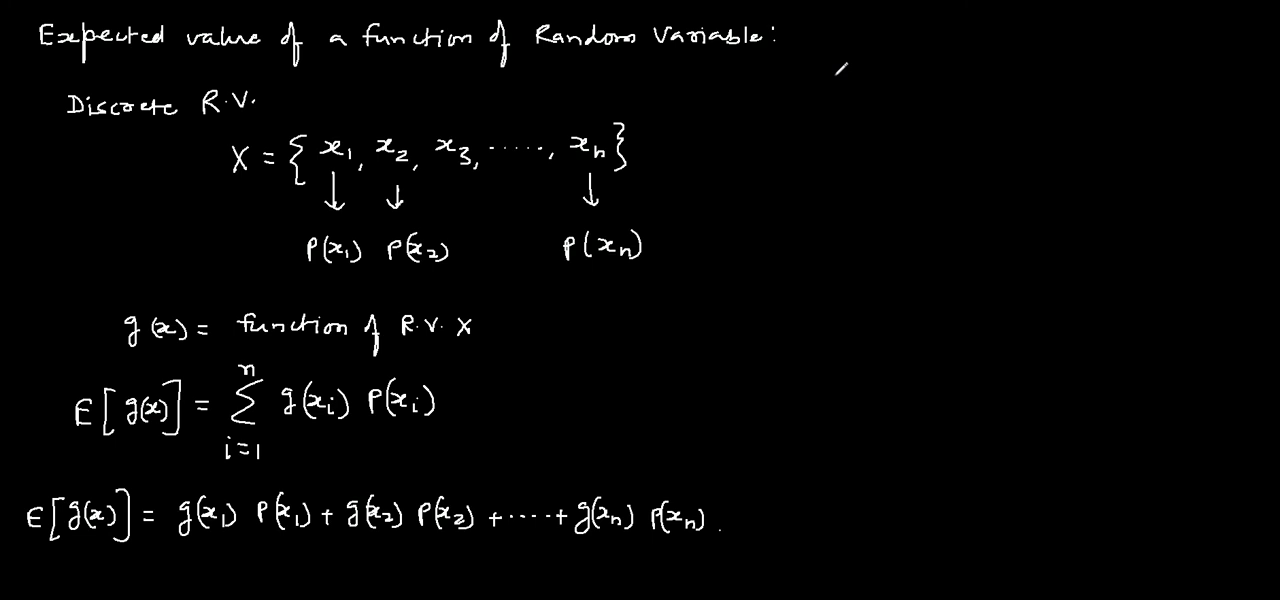 Expected value of a function of Random Variable:
Discrete R.V.
X = { x₁, x₂, x₃, ....., xₙ }
↓ ↓ ↓
P(x₁) P(x₂) P(xₙ)
g(x) = function of R.V. X
E[g(x)] = ∑ᵢ₌₁ⁿ g(xᵢ) P(xᵢ)
E[g(x)] = g(x₁) P(x₁) + g(x₂) P(x₂) + ..... + g(xₙ) P(xₙ).